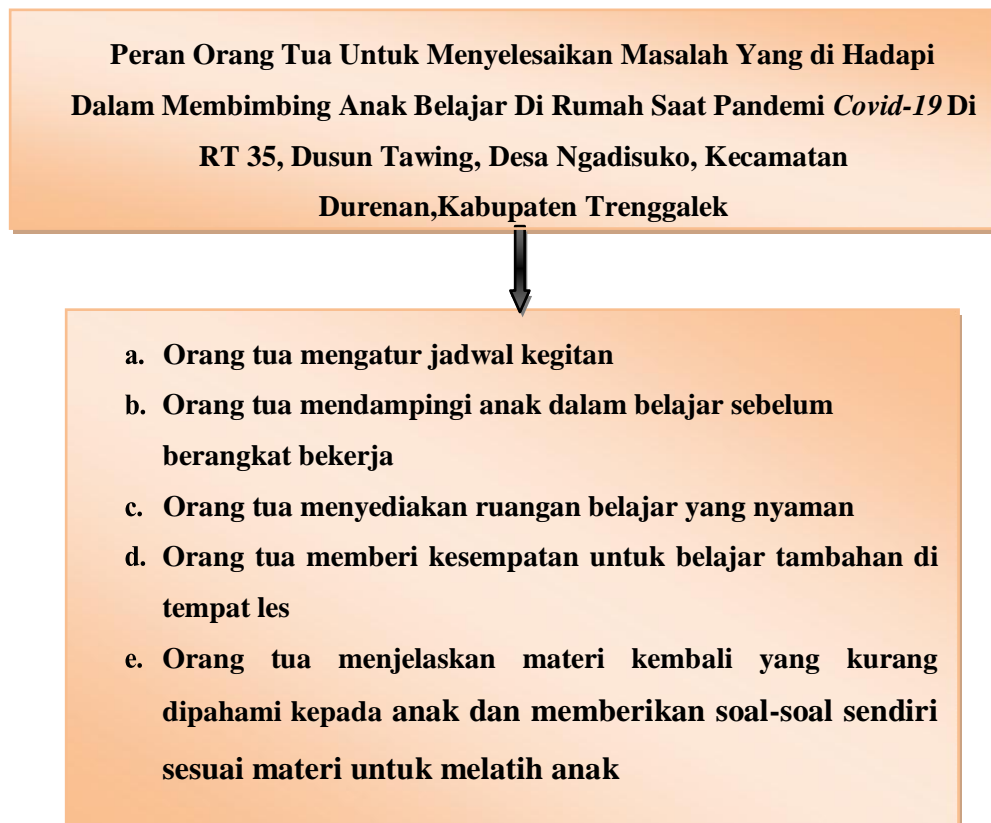 Peran Orang Tua Untuk Menyelesaikan Masalah Yang di Hadapi
Dalam Membimbing Anak Belajar Di Rumah Saat Pandemi Covid-19 Di
RT 35, Dusun Tawing, Desa Ngadisuko, Kecamatan
Durenan,Kabupaten Trenggalek
a. Orang tua mengatur jadwal kegitan
b. Orang tua mendampingi anak dalam belajar sebelum
berangkat bekerja
c. Orang tua menyediakan ruangan belajar yang nyaman
d. Orang tua memberi kesempatan untuk belajar tambahan di
tempat les
e. Orang tua menjelaskan materi kembali yang kurang
dipahami kepada anak dan memberikan soal-soal sendiri
sesuai materi untuk melatih anak